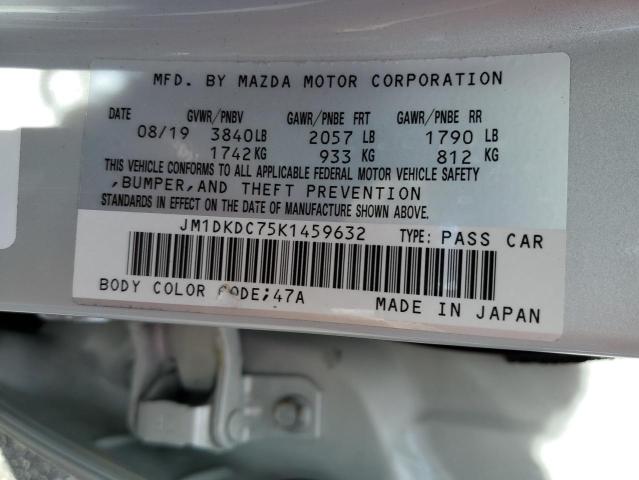 MFD. BY MAZDA MOTOR CORPORATION
DATE GVWR/PNBV GAWR/PNBE FRT GAWR/PNBE RR
08/19 3840LB 2057 LB 1790 LB
1742KG 933 KG 812 KG
THIS VEHICLE CONFORMS TO ALL APPLICABLE FEDERAL MOTOR VEHICLE SAFETY
,BUMPER,AND THEFT PREVENTION
STANDARDS IN EFFECT ON THE DATE OF MANUFACTURE SHOWN ABOVE.
JM1DKDC75K1459632 TYPE: PASS CAR
BODY COLOR CODE;47A MADE IN JAPAN